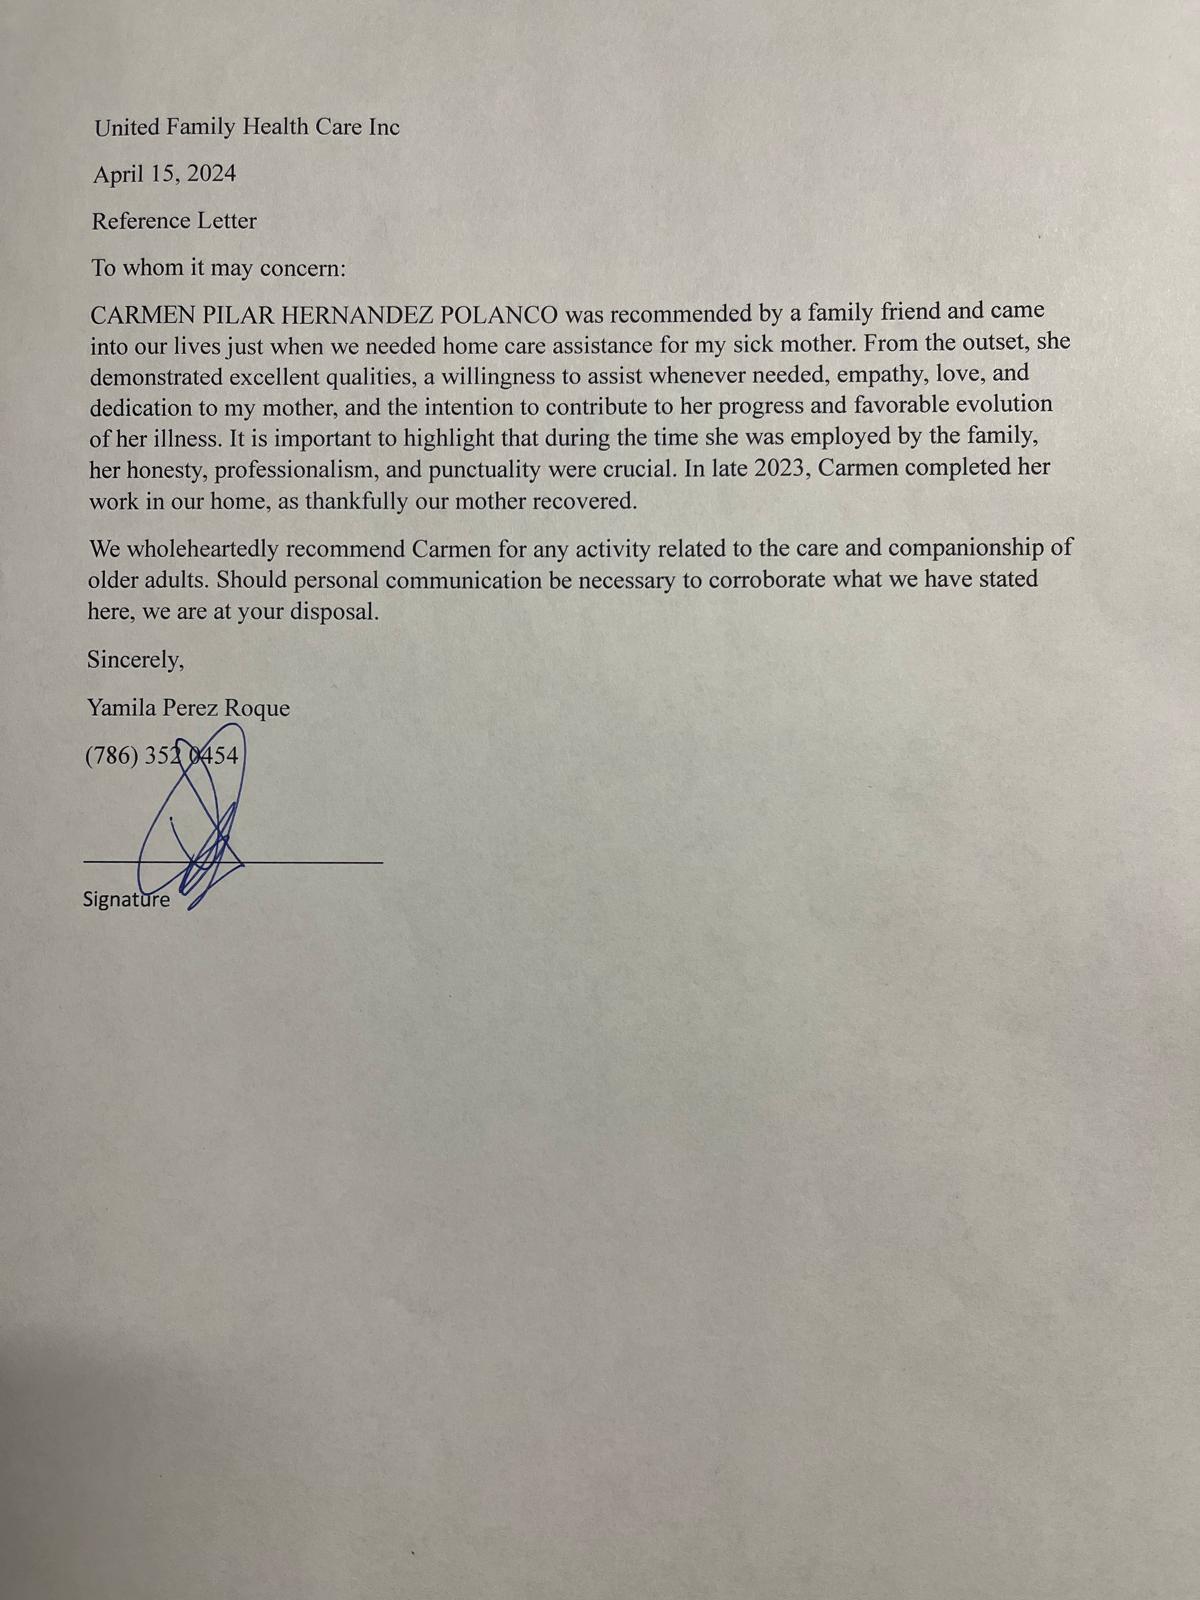 United Family Health Care Inc
April 15, 2024
Reference Letter
To whom it may concern:
CARMEN PILAR HERNANDEZ POLANCO was recommended by a family friend and came
into our lives just when we needed home care assistance for my sick mother. From the outset, she
demonstrated excellent qualities, a willingness to assist whenever needed, empathy, love, and
dedication to my mother, and the intention to contribute to her progress and favorable evolution
of her illness. It is important to highlight that during the time she was employed by the family,
her honesty, professionalism, and punctuality were crucial. In late 2023, Carmen completed her
work in our home, as thankfully our mother recovered.
We wholeheartedly recommend Carmen for any activity related to the care and companionship of
older adults. Should personal communication be necessary to corroborate what we have stated
here, we are at your disposal.
Sincerely,
Yamila Perez Roque
(786) 352 0454
Signature